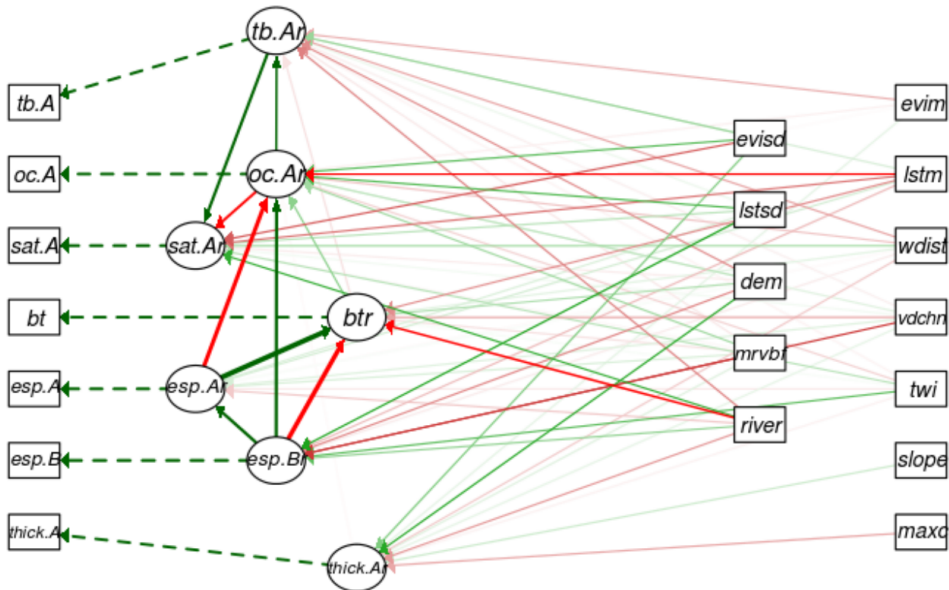 tb.Ar
tb.A
evim
evisd
oc.A
oc.Ar
lstm
lstsd
sat.A
sat.Ar
wdist
dem
bt
btr
vdchn
mrvbf
esp.A
esp.Ar
twi
river
esp.B
esp.Br
slope
thick.A
maxc
thick.Ar